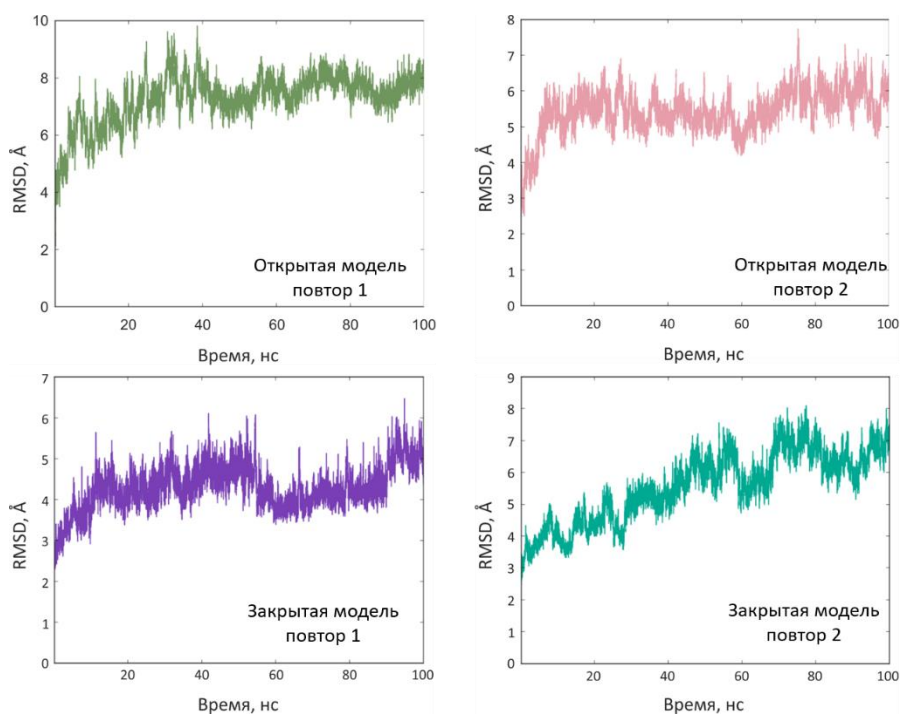 10
8
6
4
2
0
RMSD, Å
Открытая модель
повтор 1
20 40 60 80 100
Время, нс
8
7
6
5
4
3
2
1
0
RMSD, Å
Открытая модель
повтор 2
20 40 60 80 100
Время, нс
7
6
5
4
3
2
1
0
RMSD, Å
Закрытая модель
повтор 1
20 40 60 80 100
Время, нс
9
8
7
6
5
4
3
2
1
0
RMSD, Å
Закрытая модель
повтор 2
20 40 60 80 100
Время, нс